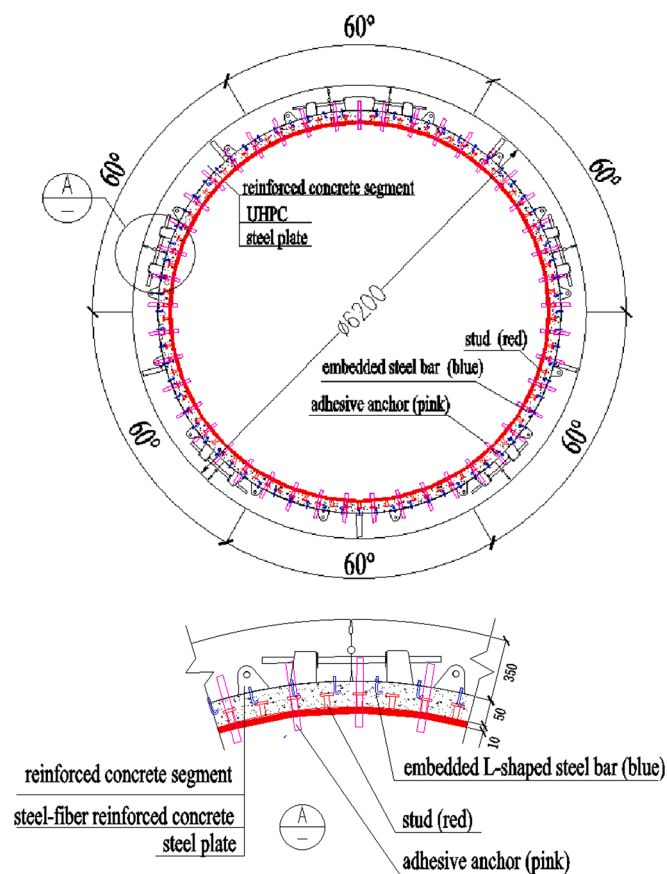 60°
60°
60°
A
reinforced concrete segment
UHPC
steel plate
ø6200
stud (red)
embedded steel bar (blue)
adhesive anchor (pink)
60°
60°
60°
350
50
10
reinforced concrete segment
embedded L-shaped steel bar (blue)
steel-fiber reinforced concrete
A
stud (red)
steel plate
adhesive anchor (pink)